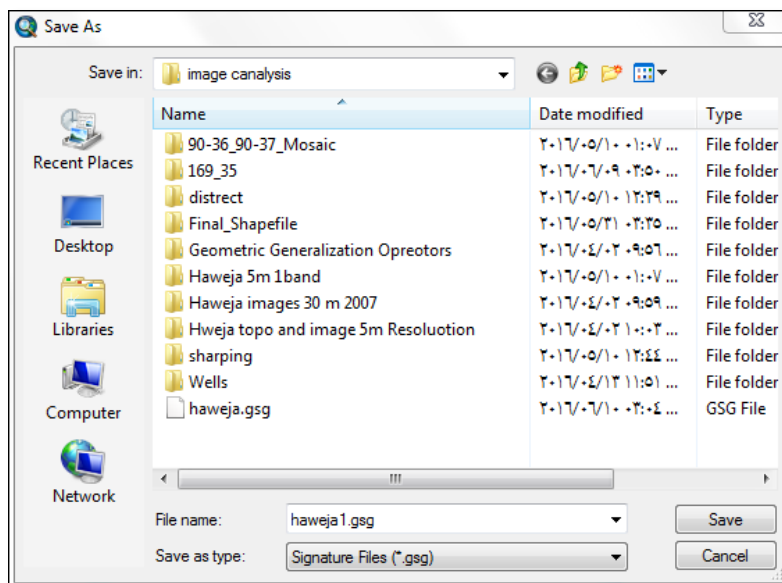 Save As
Save in: image canalysis
Name Date modified Type
90-36_90-37_Mosaic ٢٠١٦/٠٥/١٠ ٠١:٠٧ ... File folder
169_35 ٢٠١٦/٠٦/٠٩ ٠٣:٥٠ ... File folder
distrect ٢٠١٦/٠٥/١٠ ١٢:٢٩ ... File folder
Final_Shapefile ٢٠١٦/٠٥/٣١ ٠٣:٣٥ ... File folder
Geometric Generalization Opreotors ٢٠١٦/٠٤/٠٢ ٠٩:٥٦ ... File folder
Haweja 5m 1band ٢٠١٦/٠٥/١٠ ٠١:٠٧ ... File folder
Haweja images 30 m 2007 ٢٠١٦/٠٤/٠٢ ٠٩:٥٩ ... File folder
Hweja topo and image 5m Resoluotion ٢٠١٦/٠٤/٠٢ ١٠:٠٣ ... File folder
sharping ٢٠١٦/٠٥/١٠ ١٢:٤٤ ... File folder
Wells ٢٠١٦/٠٤/١٣ ١١:٥١ ... File folder
haweja.gsg ٢٠١٦/٠٦/١٠ ٠٣:٠٤ ... GSG File
Recent Places
Desktop
Libraries
Computer
Network
File name: haweja1.gsg Save
Save as type: Signature Files (*.gsg) Cancel